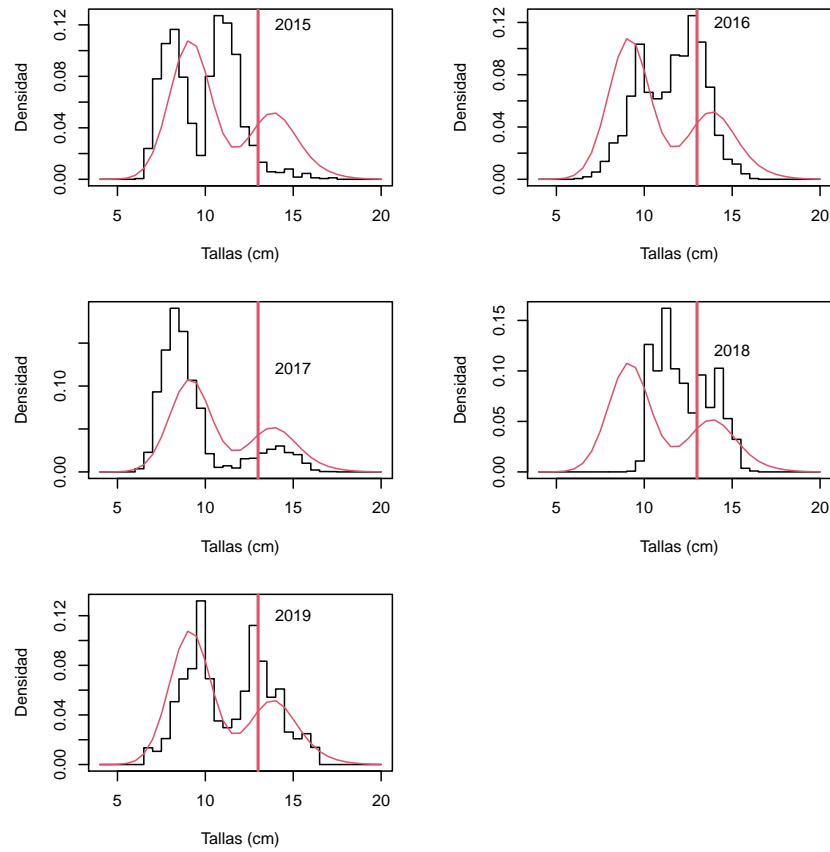 2015
Densidad
0.00 0.04 0.08 0.12
5 10 15 20
Tallas (cm)
2016
Densidad
0.00 0.04 0.08 0.12
5 10 15 20
Tallas (cm)
2017
Densidad
0.00 0.10
5 10 15 20
Tallas (cm)
2018
Densidad
0.00 0.05 0.10 0.15
5 10 15 20
Tallas (cm)
2019
Densidad
0.00 0.04 0.08 0.12
5 10 15 20
Tallas (cm)